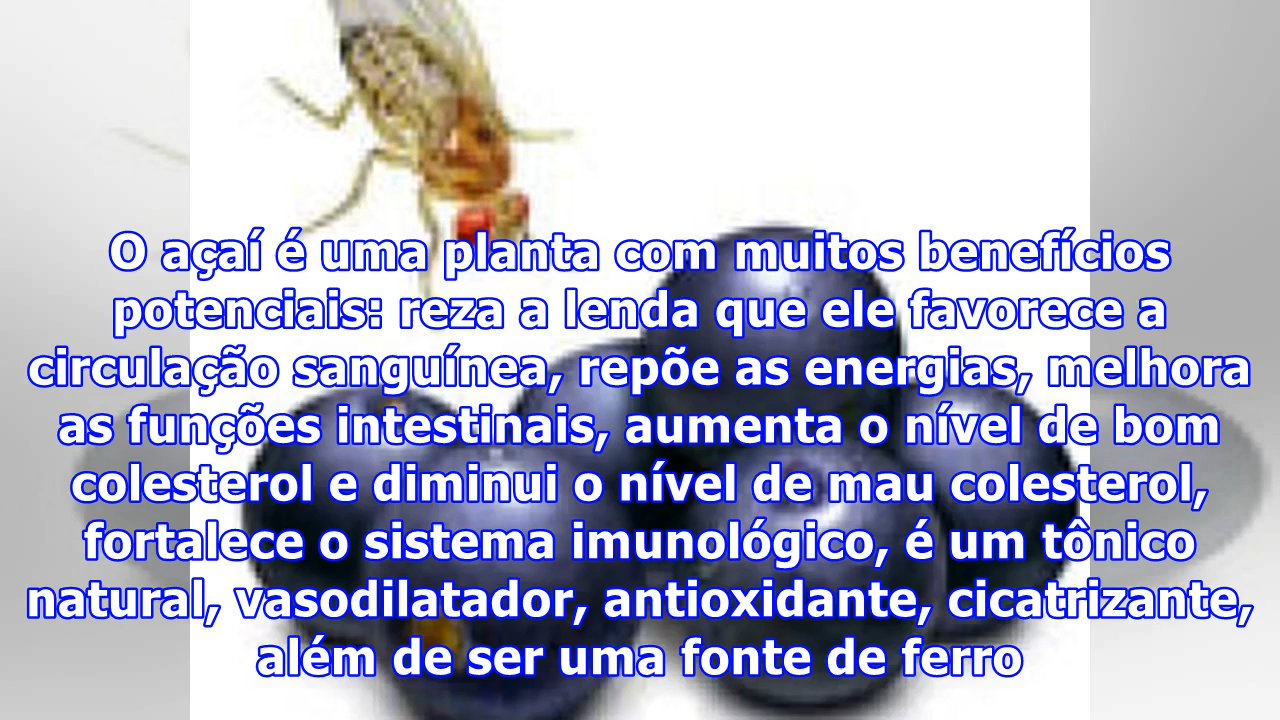 O açaí é uma planta com muitos benefícios
potenciais: reza a lenda que ele favorece a
circulação sanguínea, repõe as energias, melhora
as funções intestinais, aumenta o nível de bom
colesterol e diminui o nível de mau colesterol,
fortalece o sistema imunológico, é um tônico
natural, vasodilatador, antioxidante, cicatrizante,
além de ser uma fonte de ferro